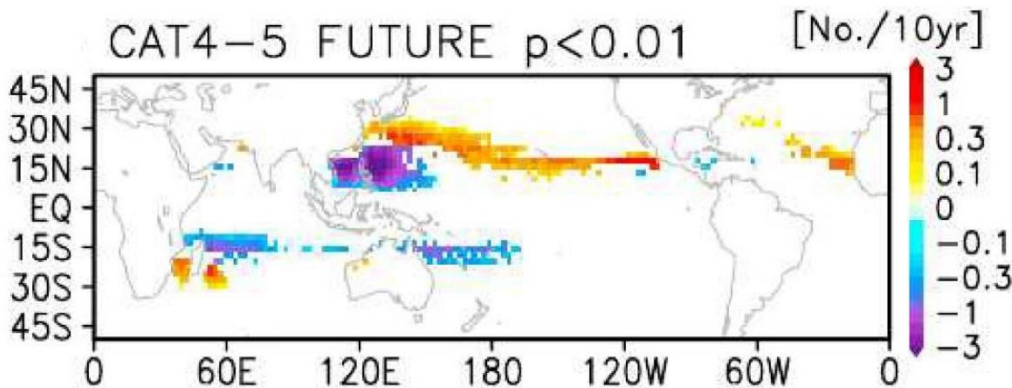 CAT4-5 FUTURE p<0.01
[No./10yr]
45N
30N
15N
EQ
15S
30S
45S
0 60E 120E 180 120W 60W 0
3
1
0.3
0.1
0
-0.1
-0.3
-1
-3